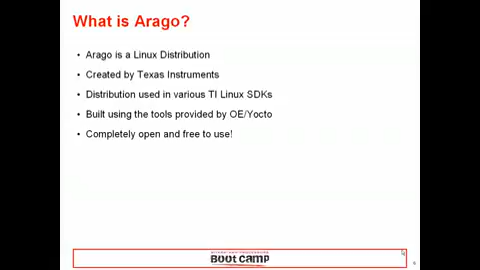 What is Arago?
• Arago is a Linux Distribution
• Created by Texas Instruments
• Distribution used in various TI Linux SDKs
• Built using the tools provided by OE/Yocto
• Completely open and free to use!
BOOT CAMP